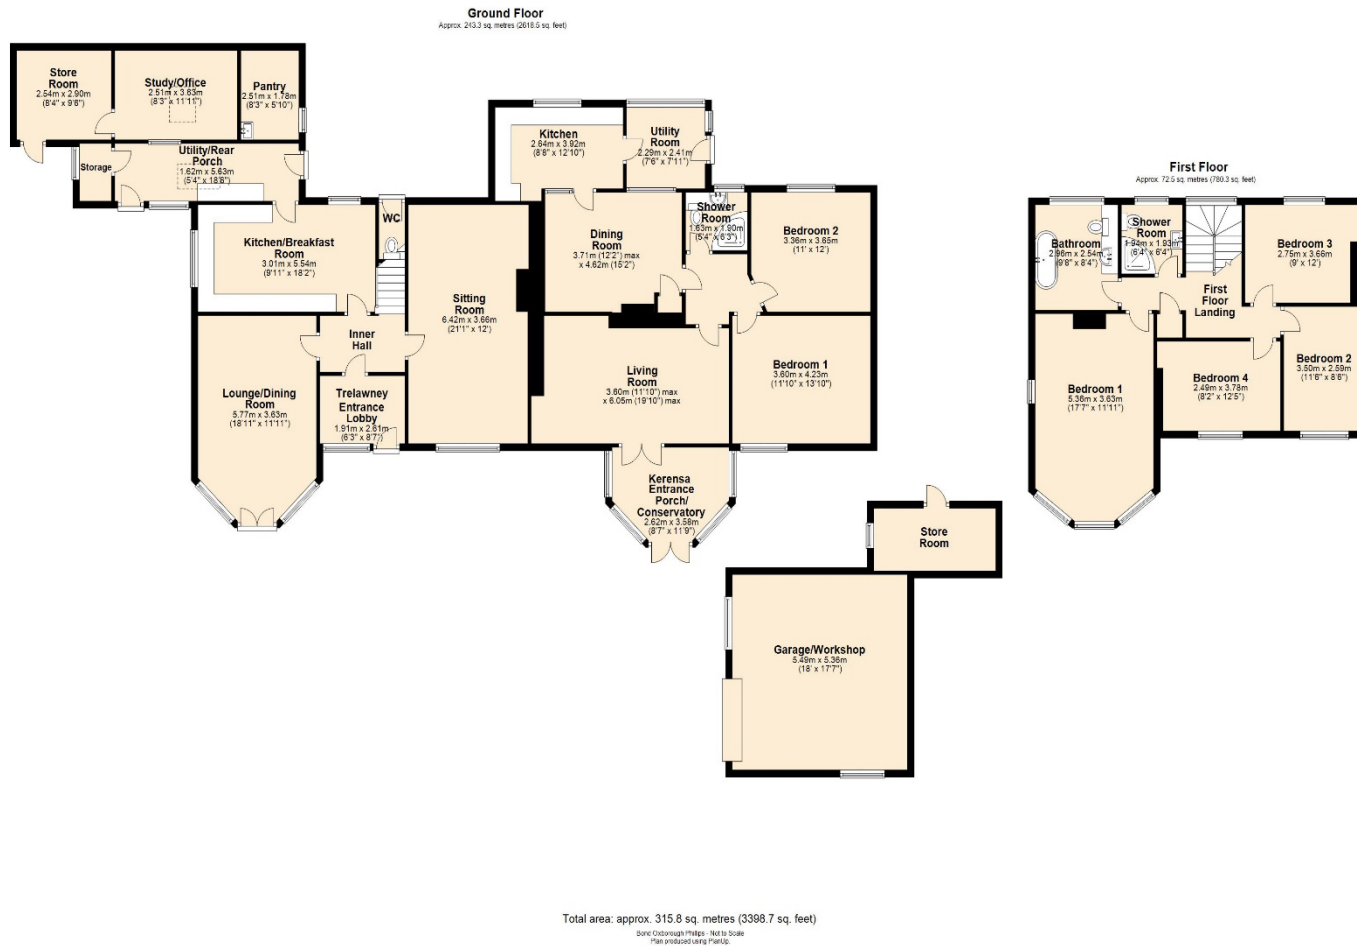 Ground Floor
Approx. 243.3 sq. metres (2618.5 sq. feet)
Store
Room
2.54m x 2.90m
(8'4" x 9'6")
Study/Office
2.51m x 3.63m
(8'3" x 11'11")
Pantry
2.51m x 1.78m
(8'3" x 5'10")
Storage
Utility/Rear
Porch
1.62m x 5.63m
(5'4" x 18'6")
Kitchen
2.64m x 3.92m
(8'8" x 12'10")
Utility
Room
2.29m x 2.41m
(7'6" x 7'11")
WC
Kitchen/Breakfast
Room
3.01m x 5.54m
(9'11" x 18'2")
Dining
Room
3.71m (12'2") max
x 4.62m (15'2")
Shower
Room
1.63m x 1.90m
(5'4" x 6'3")
Bedroom 2
3.36m x 3.65m
(11' x 12')
Sitting
Room
6.42m x 3.66m
(21'1" x 12')
Inner
Hall
Lounge/Dining
Room
5.77m x 3.63m
(18'11" x 11'11")
Trelawney
Entrance
Lobby
1.91m x 2.61m
(6'3" x 8'7")
Living
Room
3.60m (11'10") max
x 6.05m (19'10") max
Bedroom 1
3.60m x 4.23m
(11'10" x 13'10")
Kerensa
Entrance
Porch/
Conservatory
2.62m x 3.58m
(8'7" x 11'9")
Store
Room
Garage/Workshop
5.49m x 5.36m
(18' x 17'7")
First Floor
Approx. 72.5 sq. metres (780.3 sq. feet)
Bathroom
2.96m x 2.54m
(9'8" x 8'4")
Shower
Room
1.94m x 1.93m
(6'4" x 6'4")
Bedroom 3
2.75m x 3.66m
(9' x 12')
First
Floor
Landing
Bedroom 1
5.36m x 3.63m
(17'7" x 11'11")
Bedroom 4
2.49m x 3.78m
(8'2" x 12'5")
Bedroom 2
3.50m x 2.59m
(11'6" x 8'6")
Total area: approx. 315.8 sq. metres (3398.7 sq. feet)
Bond Oxborough Phillips - Not to Scale
Plan produced using PlanUp.